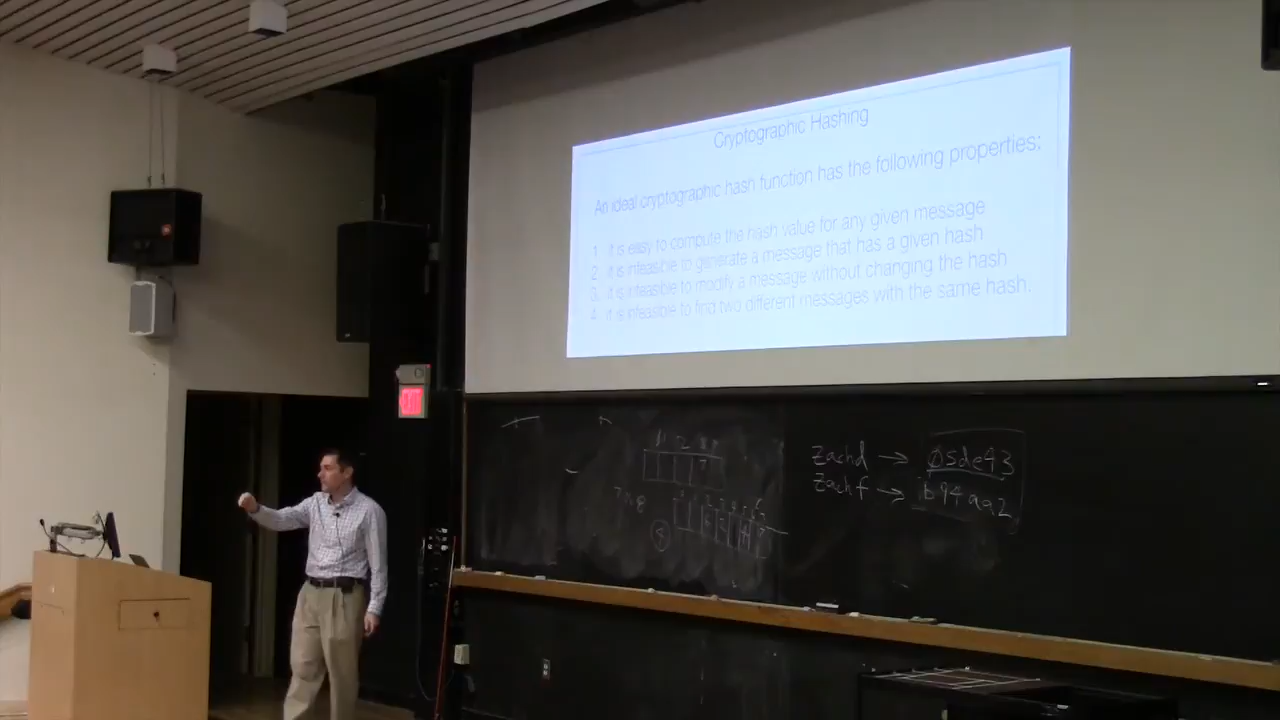 Cryptographic Hashing
An ideal cryptographic hash function has the following properties:
1. it is easy to compute the hash value for any given message
2. it is infeasible to generate a message that has a given hash
3. it is infeasible to modify a message without changing the hash
4. it is infeasible to find two different messages with the same hash.
zachd → 05de43
zachf → b94aa2
7
8